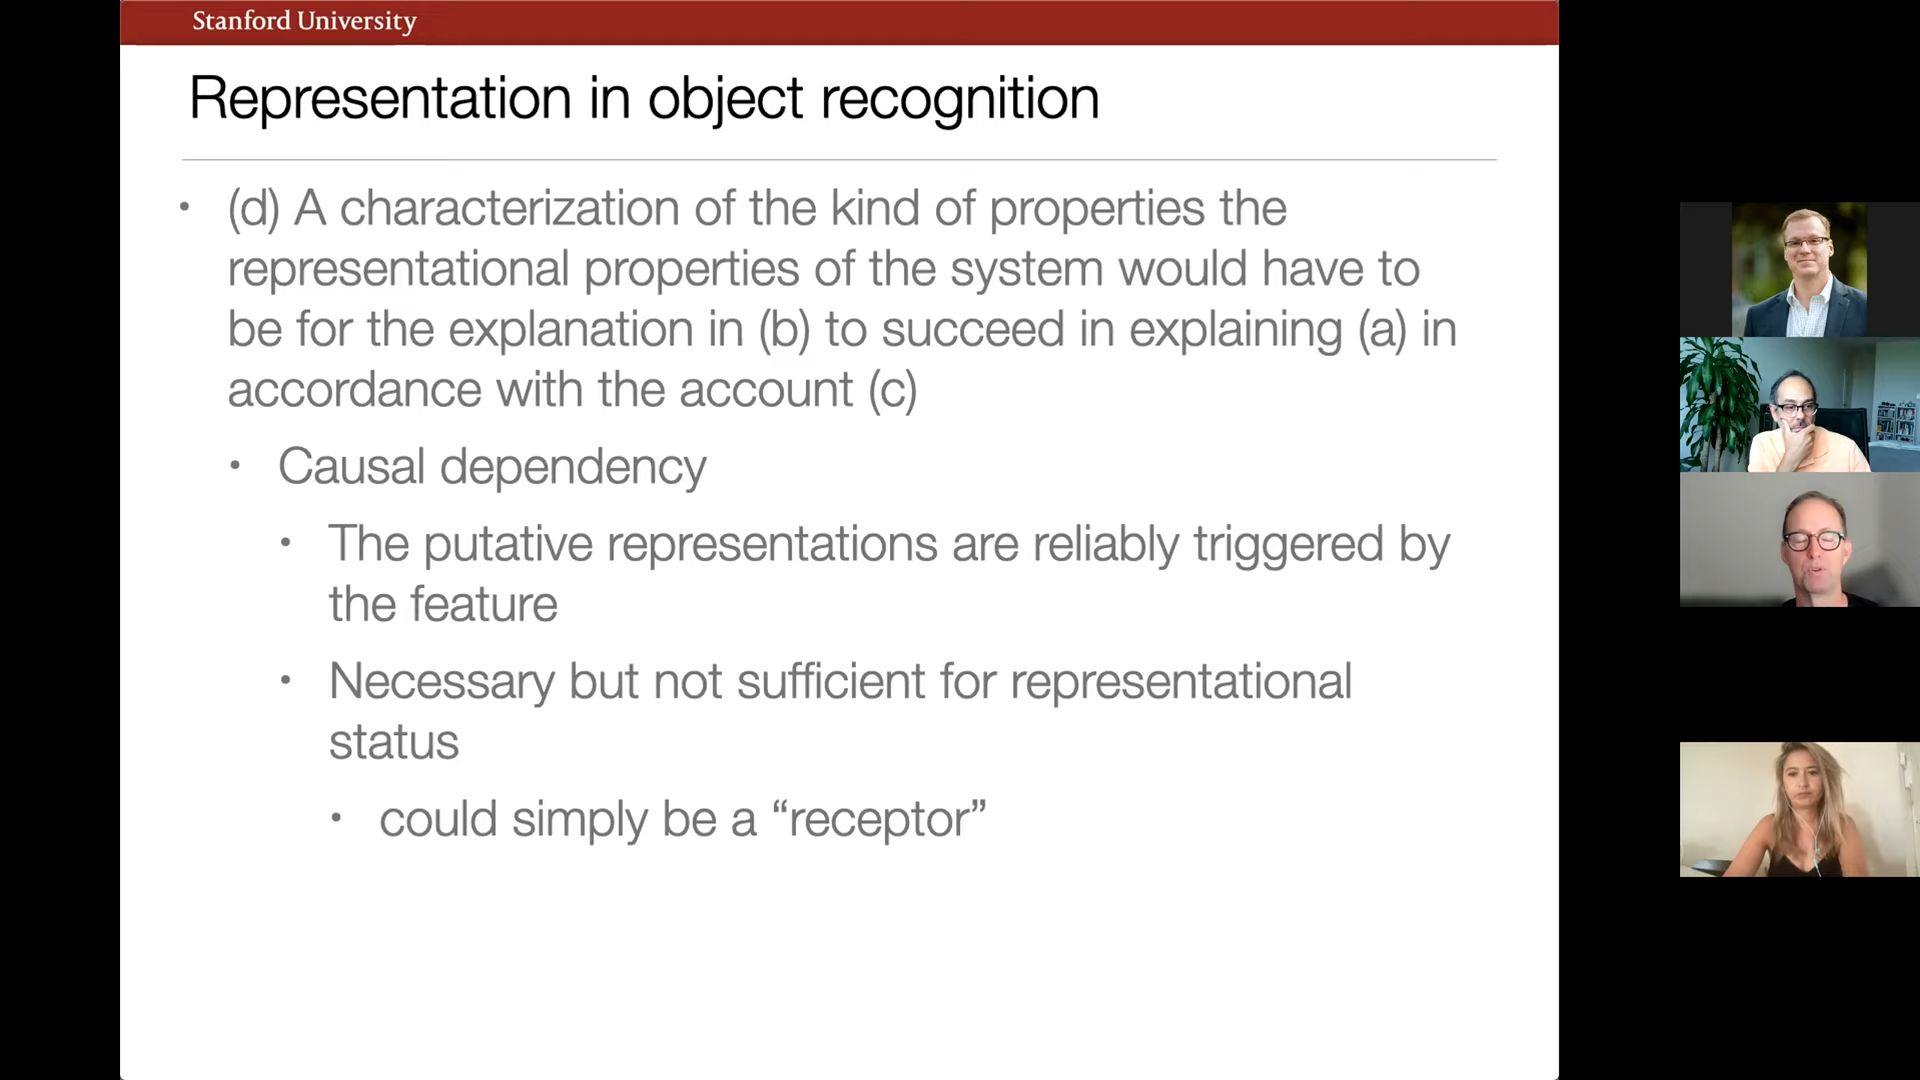 Stanford University
Representation in object recognition
• (d) A characterization of the kind of properties the
representational properties of the system would have to
be for the explanation in (b) to succeed in explaining (a) in
accordance with the account (c)
• Causal dependency
• The putative representations are reliably triggered by
the feature
• Necessary but not sufficient for representational
status
• could simply be a “receptor”